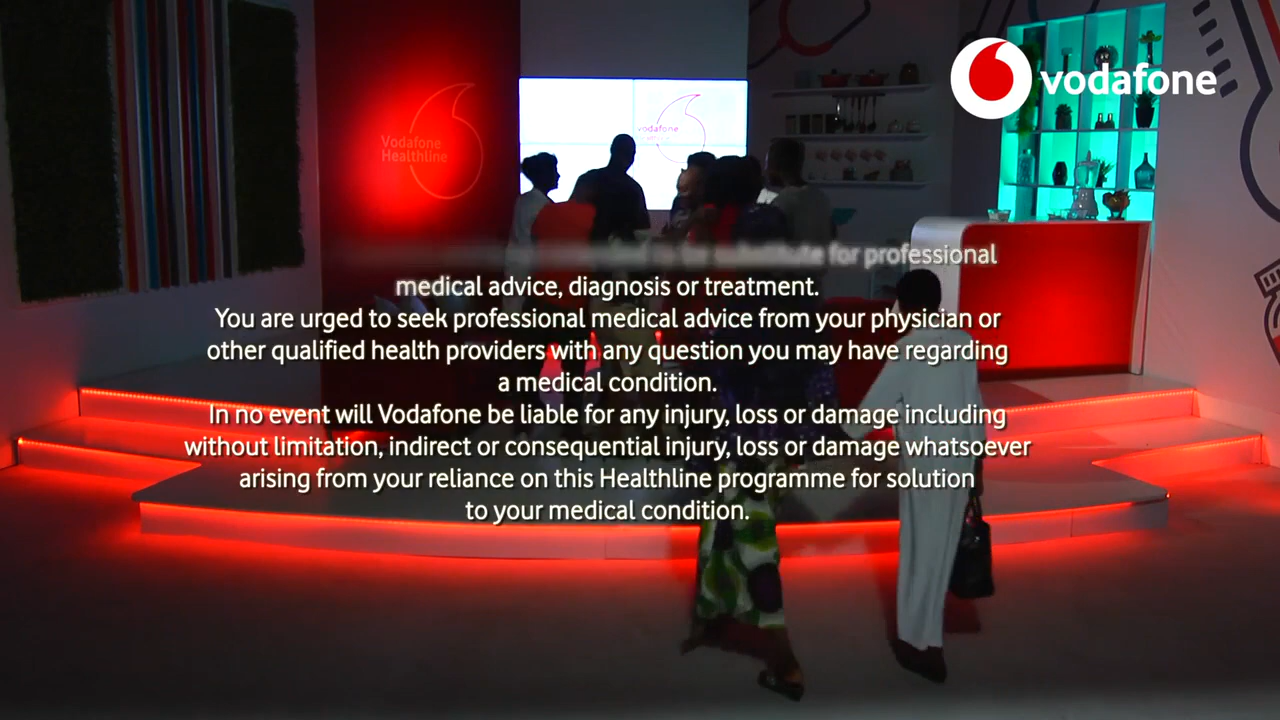 vodafone
Vodafone
Healthline
vodafone
substitute for professional
medical advice, diagnosis or treatment.
You are urged to seek professional medical advice from your physician or
other qualified health providers with any question you may have regarding
a medical condition.
In no event will Vodafone be liable for any injury, loss or damage including
without limitation, indirect or consequential injury, loss or damage whatsoever
arising from your reliance on this Healthline programme for solution
to your medical condition.